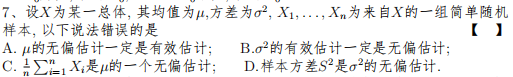 7、设X为某一总体, 其均值为μ,方差为σ², X₁, . . . , Xₙ为来自X的一组简单随机
样本, 以下说法错误的是 【 】
A. μ的无偏估计一定是有效估计; B.σ²的有效估计一定是无偏估计;
C. 1/n ∑ⁿᵢ₌₁ Xᵢ是μ的一个无偏估计; D.样本方差S²是σ²的无偏估计.